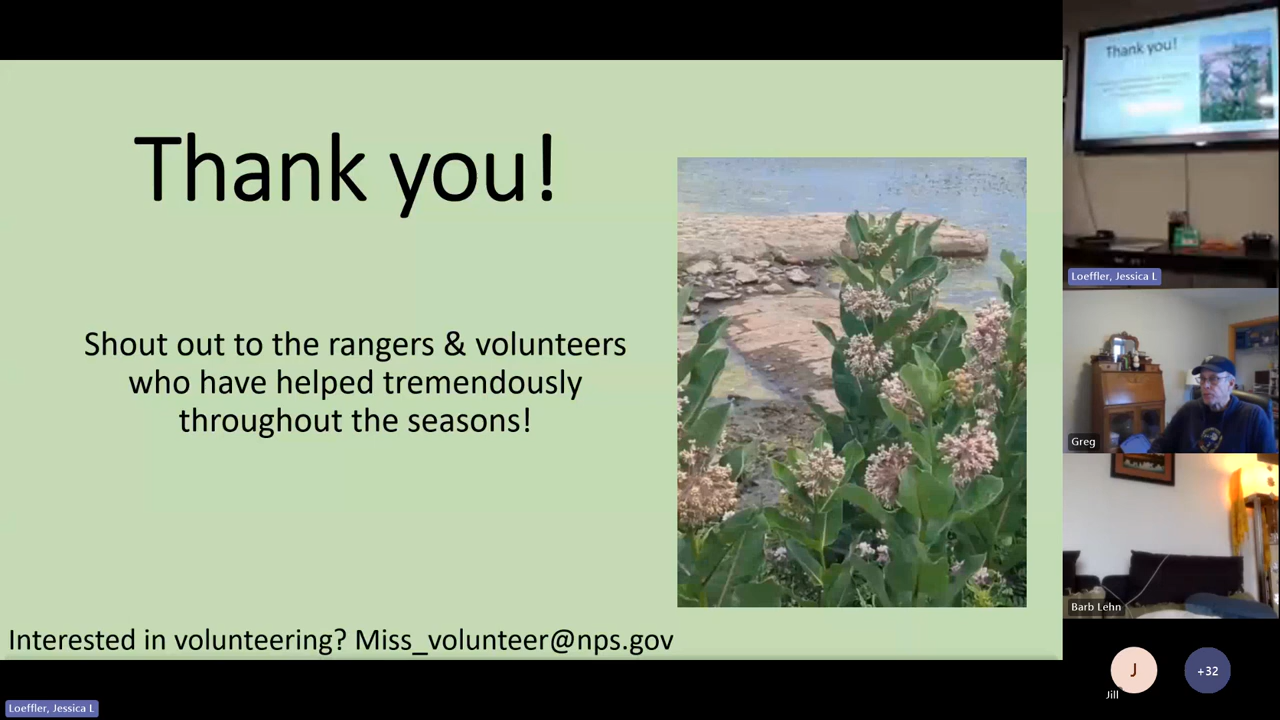 Thank you!
Shout out to the rangers & volunteers
who have helped tremendously
throughout the seasons!
Interested in volunteering? Miss_volunteer@nps.gov
Loeffler, Jessica L
Thank you!
Loeffler, Jessica L
Greg
Barb Lehn
J
Jill
+32